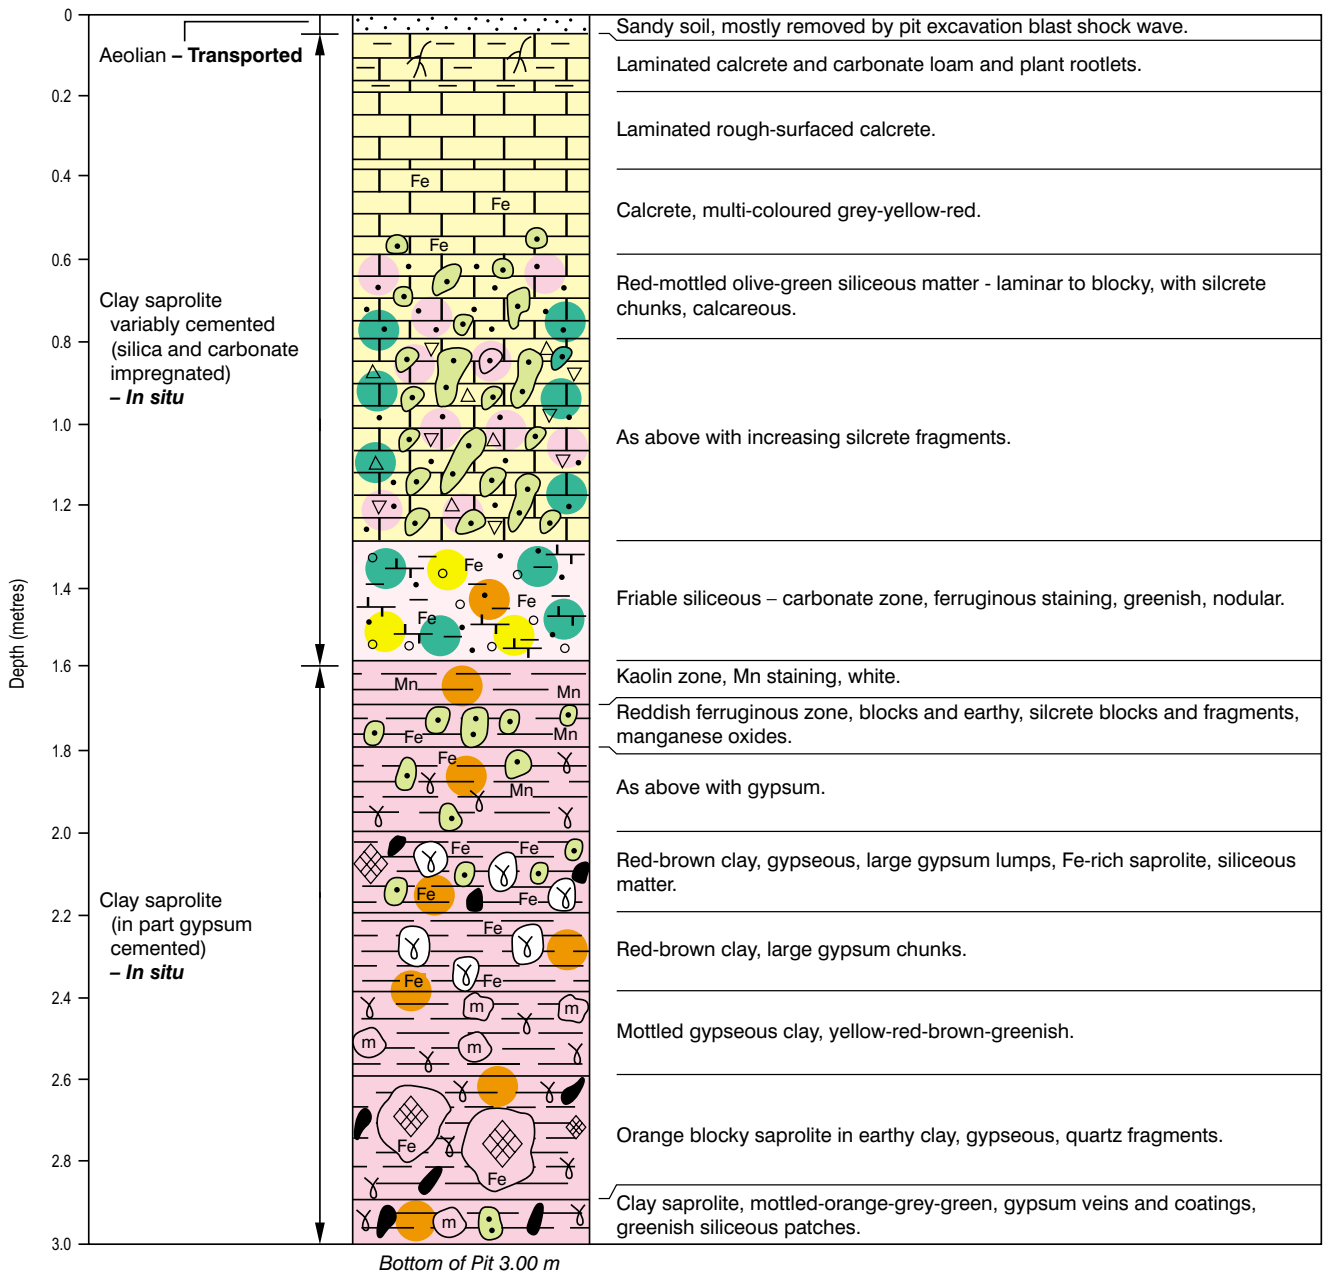 0
Aeolian – Transported
Sandy soil, mostly removed by pit excavation blast shock wave.
Laminated calcrete and carbonate loam and plant rootlets.
0.2
Laminated rough-surfaced calcrete.
0.4
Fe
Fe
Calcrete, multi-coloured grey-yellow-red.
Fe
0.6
Red-mottled olive-green siliceous matter - laminar to blocky, with silcrete
chunks, calcareous.
Clay saprolite
variably cemented
(silica and carbonate
impregnated)
– In situ
0.8
1.0
As above with increasing silcrete fragments.
1.2
Fe
1.4
Fe
Fe
Friable siliceous – carbonate zone, ferruginous staining, greenish, nodular.
Depth (metres)
1.6
Mn
Mn
Kaolin zone, Mn staining, white.
Fe
Mn
Reddish ferruginous zone, blocks and earthy, silcrete blocks and fragments,
manganese oxides.
1.8
Fe
Mn
As above with gypsum.
2.0
Fe
Fe
Fe
Fe
Red-brown clay, gypseous, large gypsum lumps, Fe-rich saprolite, siliceous
matter.
Clay saprolite
(in part gypsum
cemented)
– In situ
2.2
Fe
Fe
Fe
Red-brown clay, large gypsum chunks.
2.4
m
m
m
m
Mottled gypseous clay, yellow-red-brown-greenish.
2.6
Fe
Fe
Orange blocky saprolite in earthy clay, gypseous, quartz fragments.
2.8
m
Clay saprolite, mottled-orange-grey-green, gypsum veins and coatings,
greenish siliceous patches.
3.0
Bottom of Pit 3.00 m